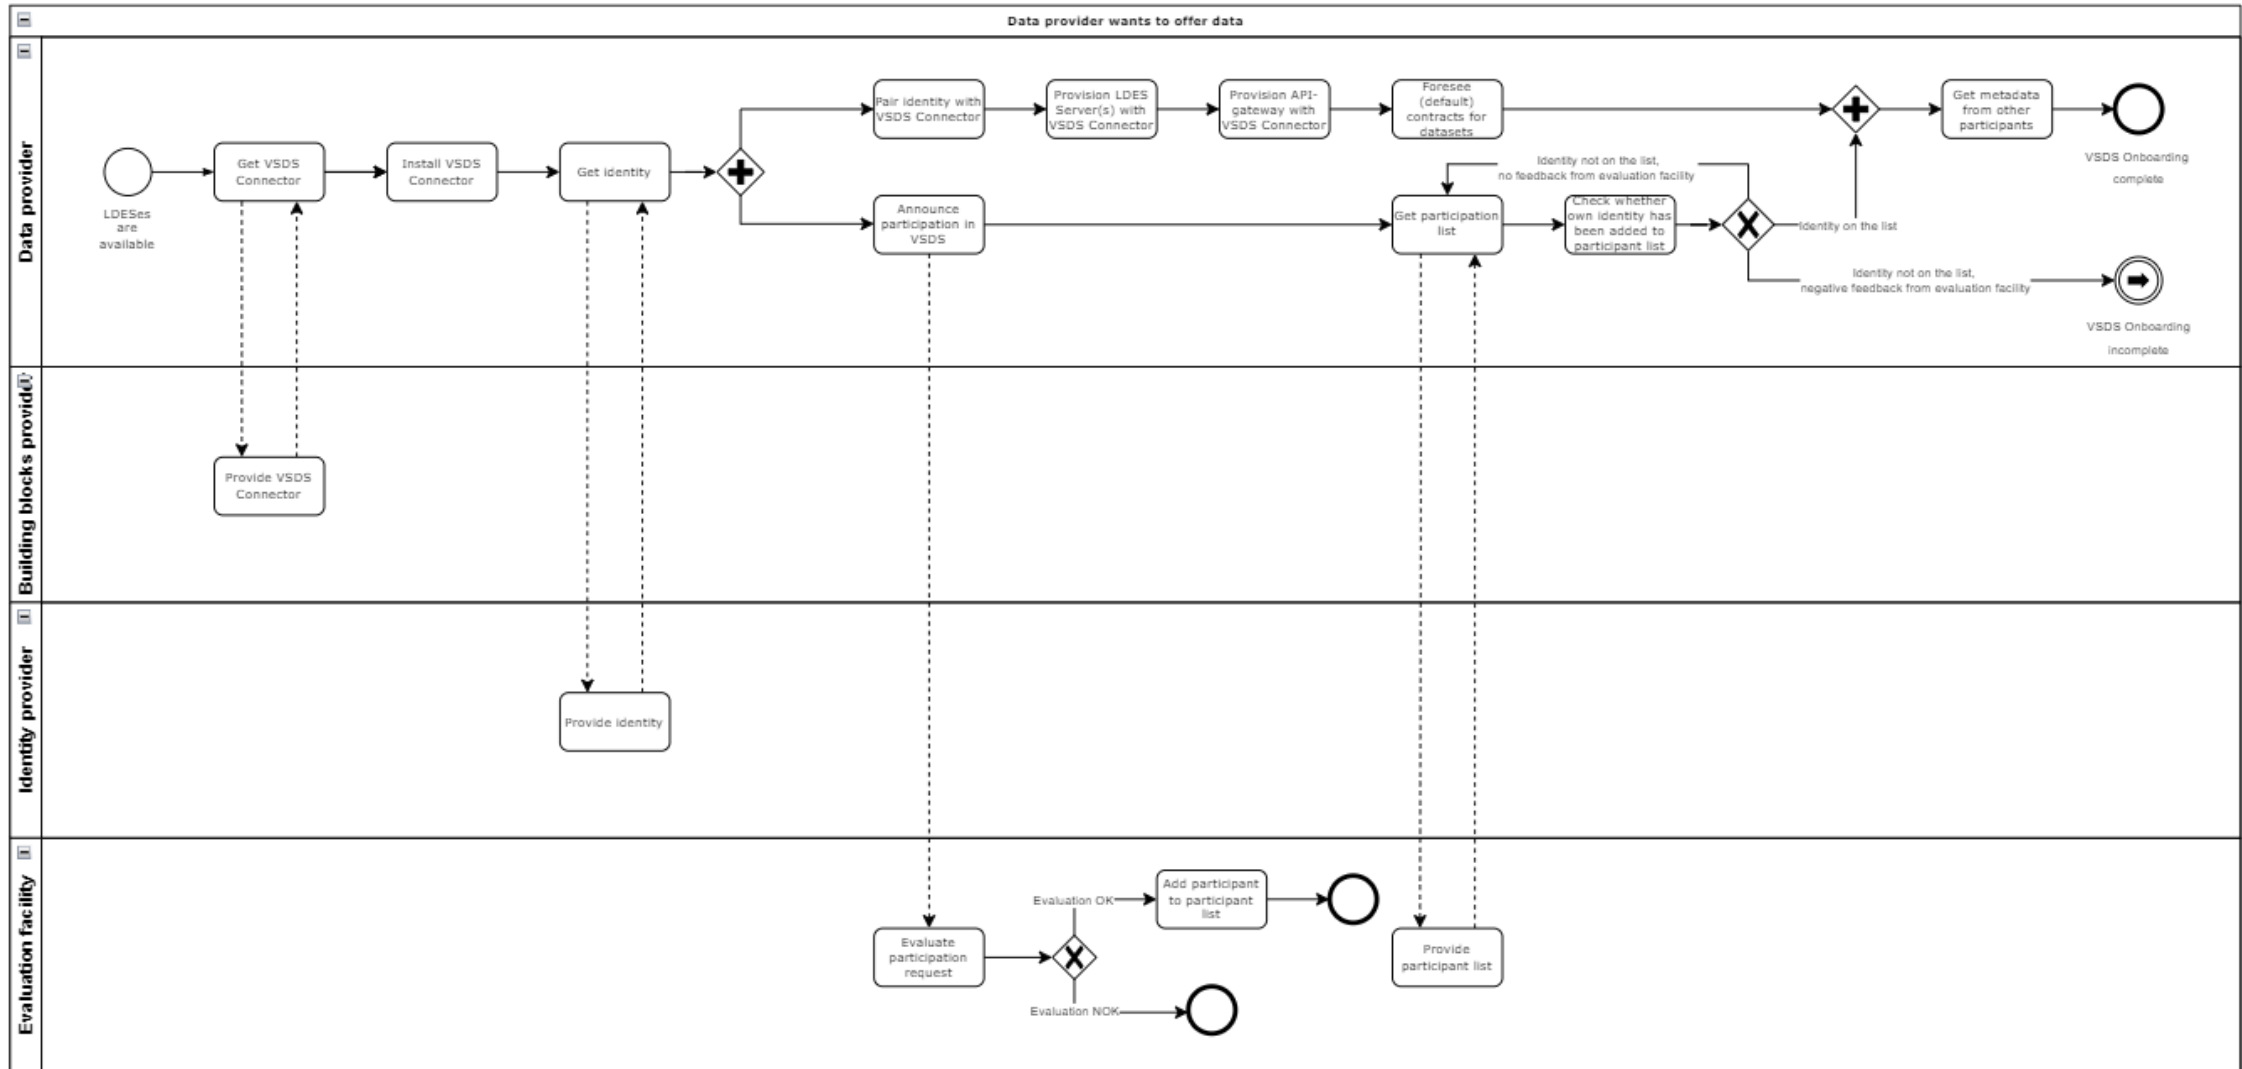 Data provider wants to offer data
Data provider
LDESes
are
available
Get VSDS
Connector
Install VSDS
Connector
Get identity
Pair identity with
VSDS Connector
Provision LDES
Server(s) with
VSDS Connector
Provision API-
gateway with
VSDS Connector
Foresee
(default)
contracts for
datasets
Get metadata
from other
participants
VSDS Onboarding
complete
Announce
participation in
VSDS
Identity not on the list,
no feedback from evaluation facility
Get participation
list
Check whether
own identity has
been added to
participant list
Identity on the list
Identity not on the list,
negative feedback from evaluation facility
VSDS Onboarding
incomplete
Building blocks provider
Provide VSDS
Connector
Identity provider
Provide identity
Evaluation facility
Evaluate
participation
request
Evaluation OK
Add participant
to participant
list
Evaluation NOK
Provide
participant list